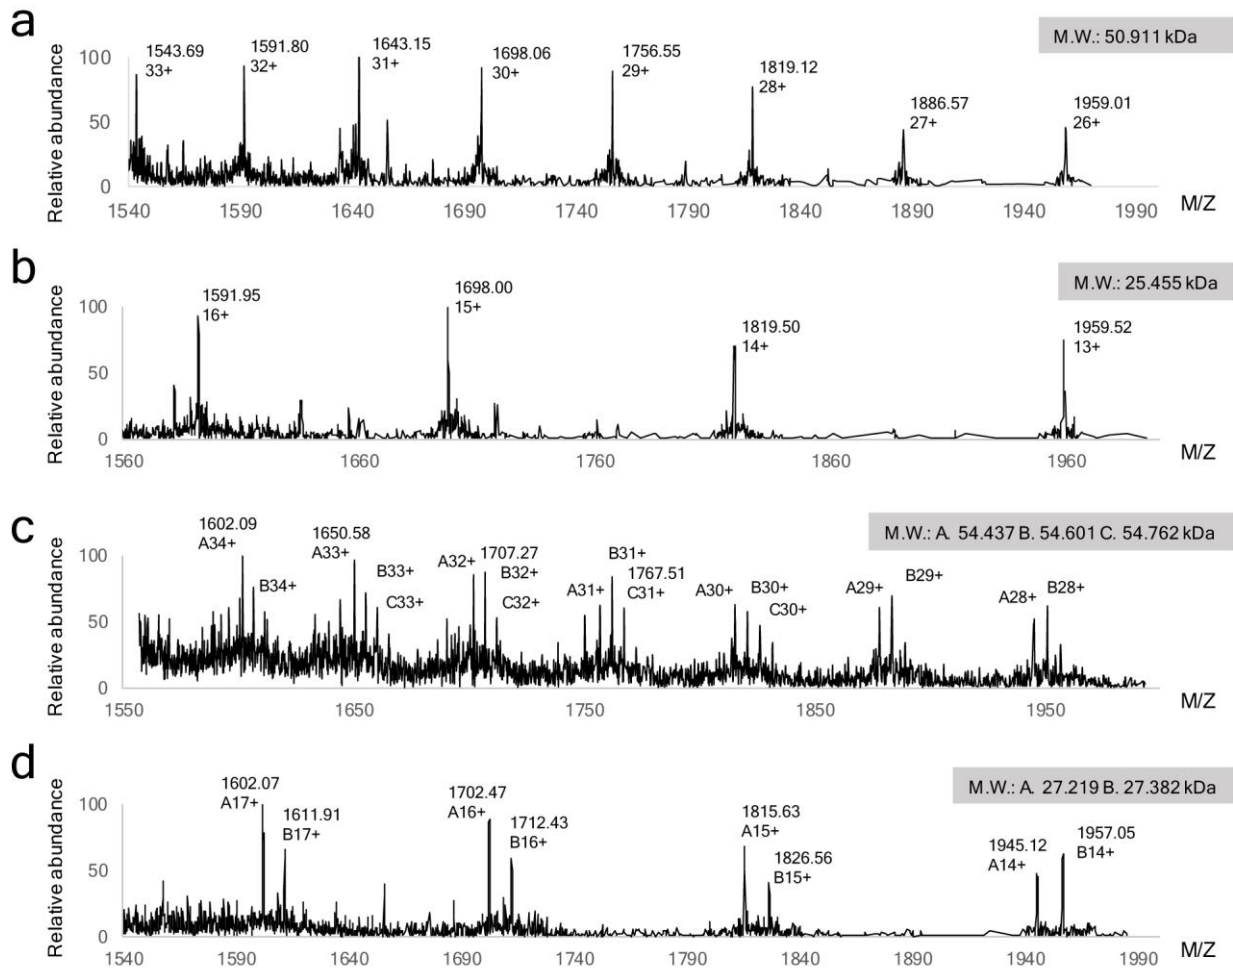 a
M.W.: 50.911 kDa
Relative abundance
100
50
0
1543.69
33+
1591.80
32+
1643.15
31+
1698.06
30+
1756.55
29+
1819.12
28+
1886.57
27+
1959.01
26+
1540 1590 1640 1690 1740 1790 1840 1890 1940 1990
M/Z
b
M.W.: 25.455 kDa
Relative abundance
100
50
0
1591.95
16+
1698.00
15+
1819.50
14+
1959.52
13+
1560 1660 1760 1860 1960
M/Z
c
M.W.: A. 54.437 B. 54.601 C. 54.762 kDa
Relative abundance
100
50
0
1602.09
A34+
B34+
1650.58
A33+
B33+
C33+
A32+
1707.27
B32+
C32+
A31+
B31+
1767.51
C31+
A30+
B30+
C30+
A29+
B29+
A28+
B28+
1550 1650 1750 1850 1950
M/Z
d
M.W.: A. 27.219 B. 27.382 kDa
Relative abundance
100
50
0
1602.07
A17+
1611.91
B17+
1702.47
A16+
1712.43
B16+
1815.63
A15+
1826.56
B15+
1945.12
A14+
1957.05
B14+
1540 1590 1640 1690 1740 1790 1840 1890 1940 1990
M/Z